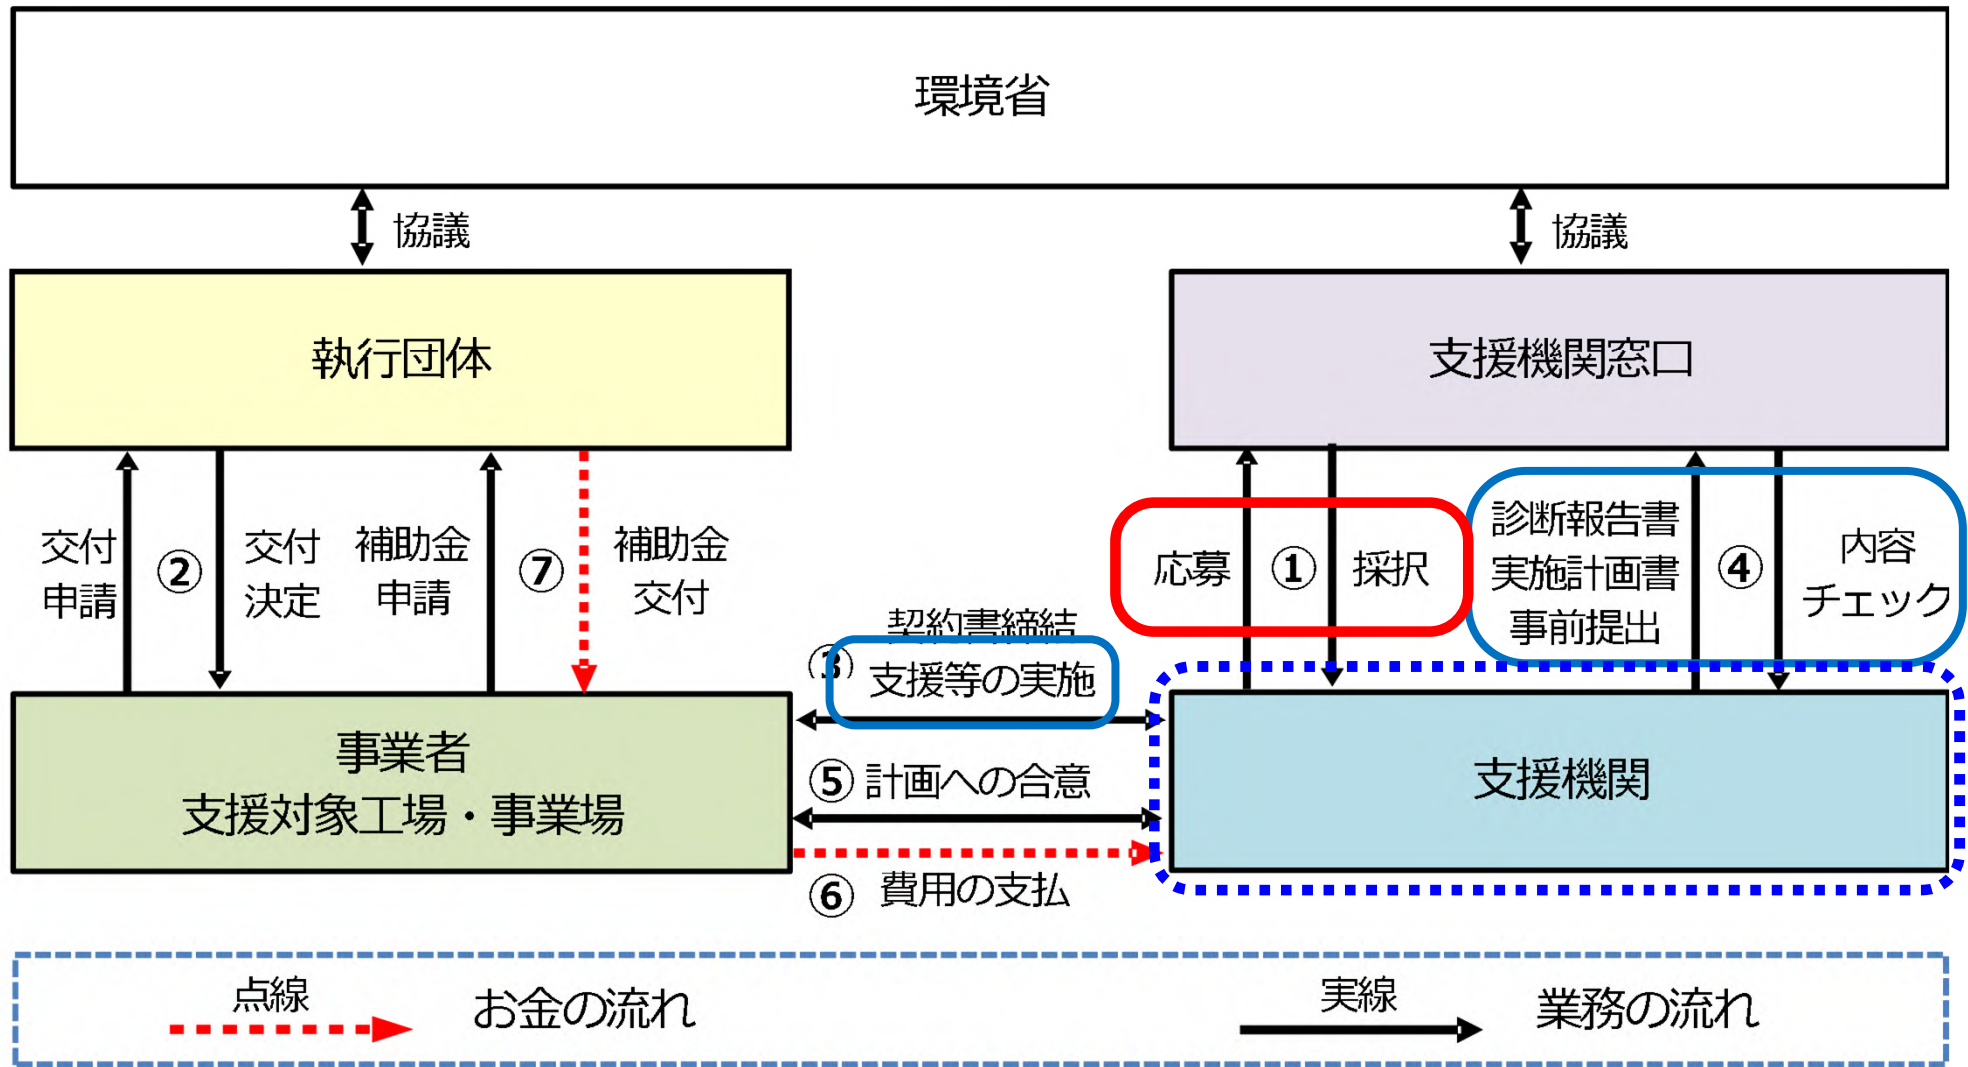 環境省
協議
協議
執行団体
支援機関窓口
交付
申請
②
交付
決定
補助金
申請
⑦
補助金
交付
応募
①
採択
診断報告書
実施計画書
事前提出
④
内容
チェック
契約書締結
③
支援等の実施
事業者
支援対象工場・事業場
⑤ 計画への合意
支援機関
⑥ 費用の支払
点線
お金の流れ
実線
業務の流れ